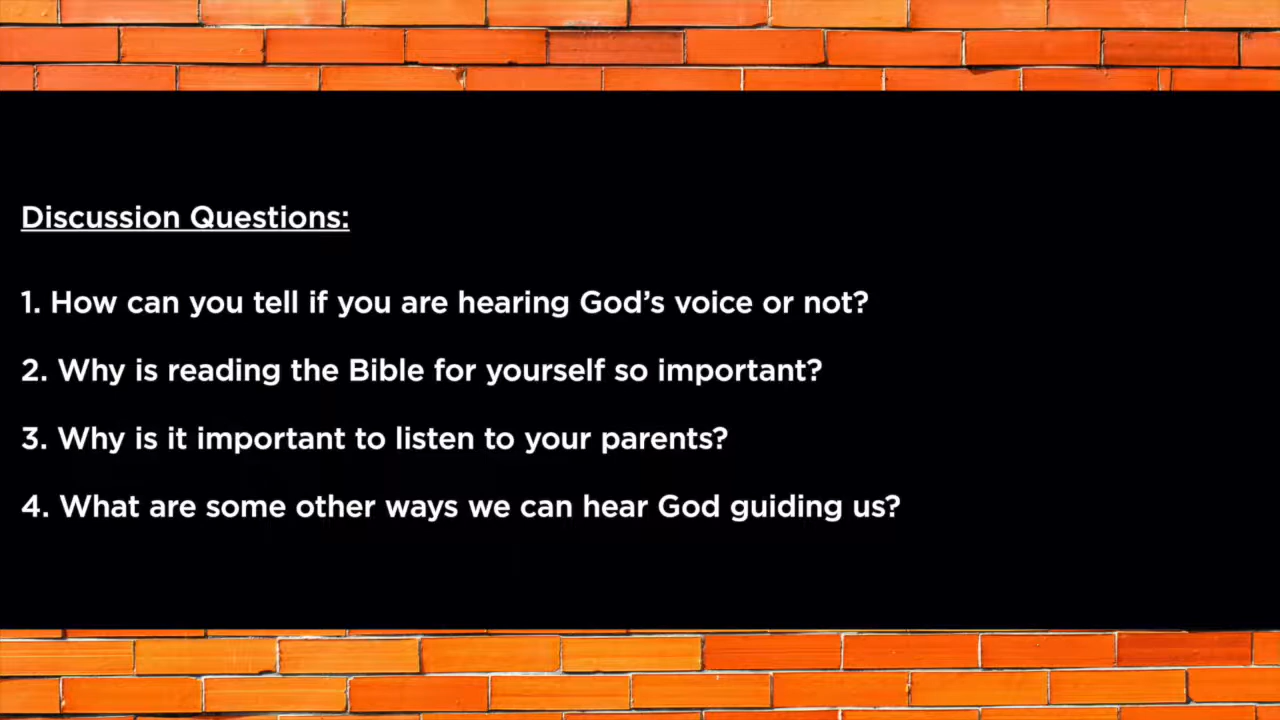 Discussion Questions:
1. How can you tell if you are hearing God’s voice or not?
2. Why is reading the Bible for yourself so important?
3. Why is it important to listen to your parents?
4. What are some other ways we can hear God guiding us?